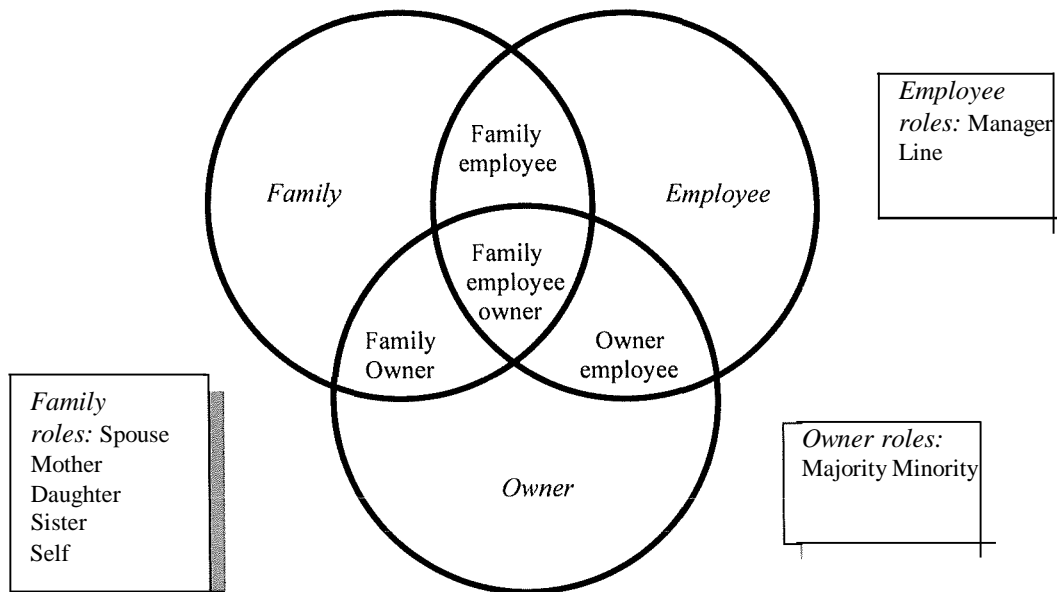 Family
employee
Family
Employee
Family
employee
owner
Family
Owner
Owner
employee
Owner
Employee
roles: Manager
Line
Family
roles: Spouse
Mother
Daughter
Sister
Self
Owner roles:
Majority Minority